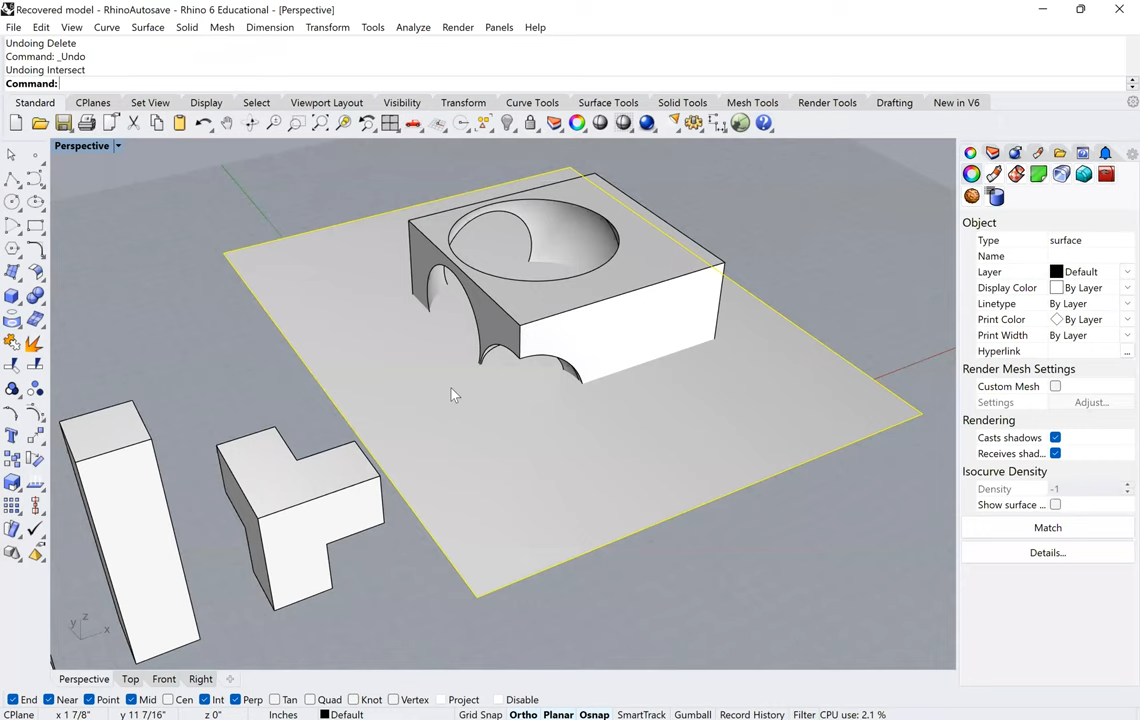 Recovered model - RhinoAutosave - Rhino 6 Educational - [Perspective]
File Edit View Curve Surface Solid Mesh Dimension Transform Tools Analyze Render Panels Help
Undoing Delete
Command: _Undo
Undoing Intersect
Command:
Standard CPlanes Set View Display Select Viewport Layout Visibility Transform Curve Tools Surface Tools Solid Tools Mesh Tools Render Tools Drafting New in V6
Perspective
Object
Type surface
Name
Layer Default
Display Color By Layer
Linetype By Layer
Print Color By Layer
Print Width By Layer
Hyperlink ...
Render Mesh Settings
Custom Mesh
Settings Adjust...
Rendering
Casts shadows
Receives shad...
Isocurve Density
Density -1
Show surface ...
Match
Details...
z
y
x
Perspective Top Front Right
End Near Point Mid Cen Int Perp Tan Quad Knot Vertex Project Disable
CPlane x 1 7/8" y 11 7/16" z 0" Inches Default Grid Snap Ortho Planar Osnap SmartTrack Gumball Record History Filter CPU use: 2.1 %